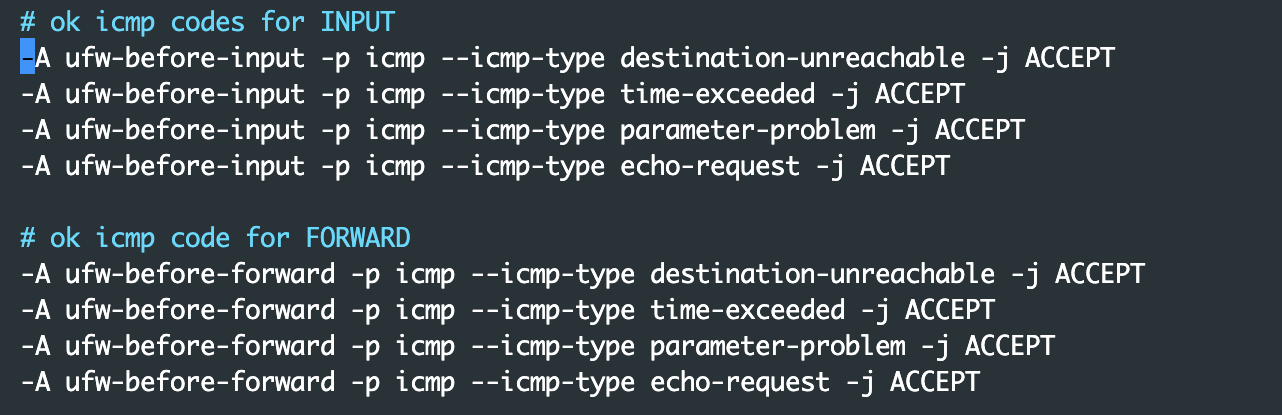 # ok icmp codes for INPUT
-A ufw-before-input -p icmp --icmp-type destination-unreachable -j ACCEPT
-A ufw-before-input -p icmp --icmp-type time-exceeded -j ACCEPT
-A ufw-before-input -p icmp --icmp-type parameter-problem -j ACCEPT
-A ufw-before-input -p icmp --icmp-type echo-request -j ACCEPT
# ok icmp code for FORWARD
-A ufw-before-forward -p icmp --icmp-type destination-unreachable -j ACCEPT
-A ufw-before-forward -p icmp --icmp-type time-exceeded -j ACCEPT
-A ufw-before-forward -p icmp --icmp-type parameter-problem -j ACCEPT
-A ufw-before-forward -p icmp --icmp-type echo-request -j ACCEPT